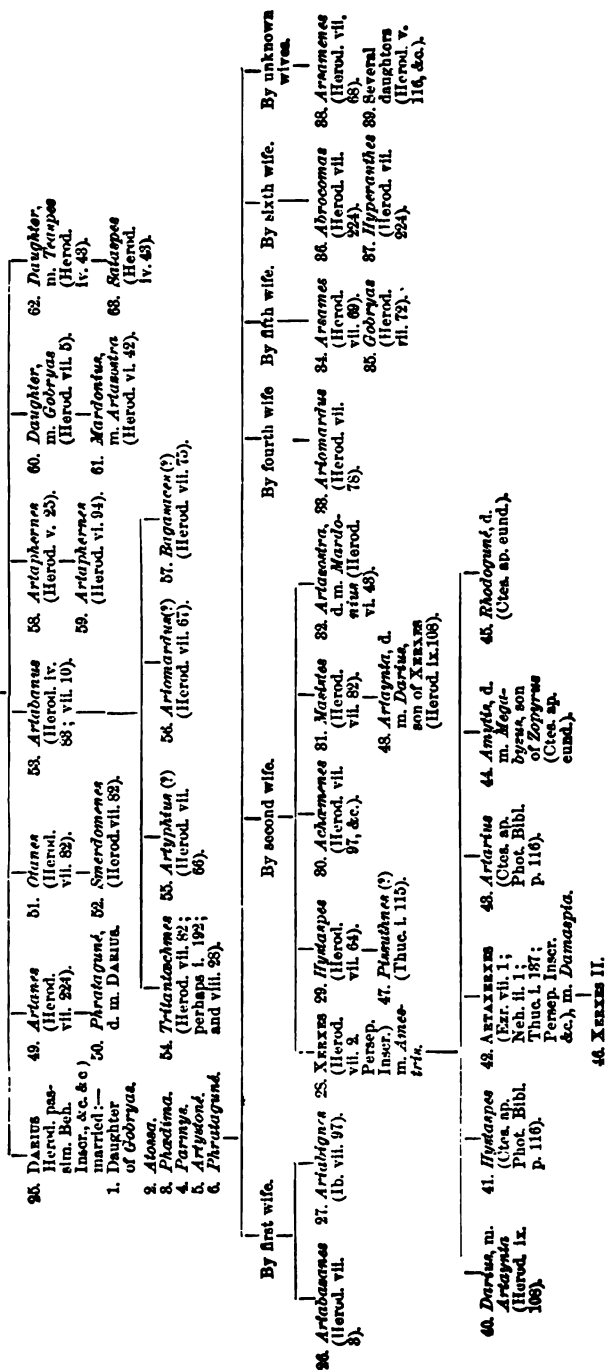 25. DARIUS
Herod. pas-
sim. Beh.
Inscr., &c. &c)
married:—
1. Daughter
of Gobryas.
2. Atossa.
3. Phædima.
4. Parmys.
5. Artystoné.
6. Phrataguné.
49. Artanes
(Herod.
vii. 224).
50. Phrataguné,
d. m. DARIUS.
51. Otanes
(Herod.
vii. 82).
52. Smerdomenes
(Herod. vii. 82).
53. Artabanus
(Herod. iv.
83; vii. 10).
54. Tritantæchmes
(Herod. vii. 82;
perhaps i. 192;
and viii. 26).
55. Artyphius (?)
(Herod. vii.
66).
56. Ariomardus (?)
(Herod. vii. 67).
57. Bagasaces (?)
(Herod. vii. 75).
58. Artaphernes
(Herod. v. 25).
59. Artaphernes
(Herod. vi. 94).
60. Daughter,
m. Gobryas
(Herod. vii. 5).
61. Mardonius,
m. Artasostra
(Herod. vi. 42).
62. Daughter,
m. Teaspes
(Herod.
iv. 43).
63. Sataspes
(Herod.
iv. 43).
By first wife.
By second wife.
By fourth wife
By fifth wife.
By sixth wife.
By unknown
wives.
26. Artabasanes
(Herod. vii.
3).
27. Ariabignes
(Ib. vii. 97).
28. XERXES
(Herod.
vii. 2.
Persep.
Inscr.)
m. Ames-
tris.
29. Hystaspes
(Herod.
vii. 64).
47. Pissuthnes (?)
(Thuc. i. 115).
30. Achæmenes
(Herod. vii.
97, &c.).
31. Masistes
(Herod.
vii. 82).
48. Artaynta, d.
m. Darius,
son of XERXES
(Herod. ix. 108).
32. Artasostra,
d. m. Mardo-
nius (Herod.
vi. 43).
33. Ariomardus
(Herod. vii.
78).
34. Arsames
(Herod.
vii. 69).
35. Gobryas
(Herod.
vii. 72).
36. Abrocomas
(Herod. vii.
224).
37. Hyperanthes
(Herod. vii.
224).
38. Arsamenes
(Herod. vii.
68).
39. Several
daughters
(Herod. v.
116, &c.).
40. Darius, m.
Artaynta
(Herod. ix.
108).
41. Hystaspes
(Ctes. ap.
Phot. Bibl.
p. 116).
42. ARTAXERXES
(Ezr. vii. 1;
Neh. ii. 1;
Thuc. i. 137;
Persep. Inscr.
&c.), m. Damaspia.
46. XERXES II.
43. Artarius
(Ctes. ap.
Phot. Bibl.
p. 116).
44. Amytis, d.
m. Mega-
byzus, son
of Zopyrus
(Ctes. ap.
eund.).
45. Rhodoguné, d.
(Ctes. ap. eund.).